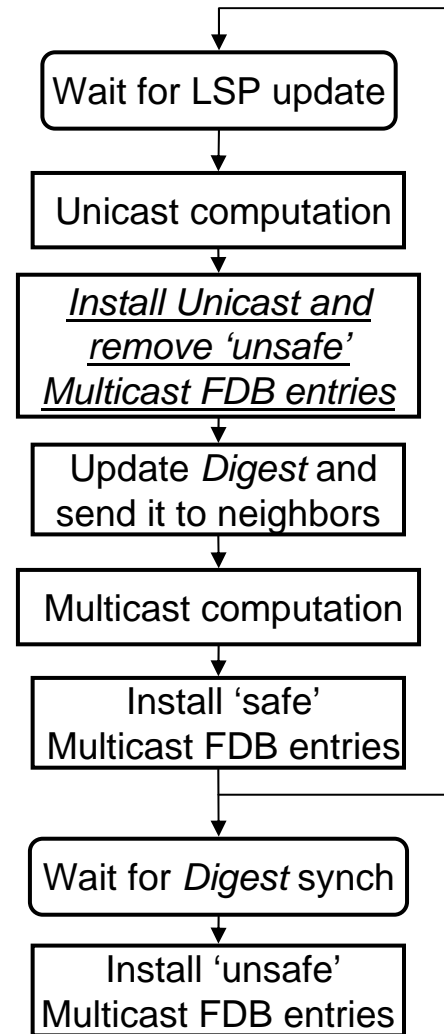 Wait for LSP update
Unicast computation
Install Unicast and
remove ‘unsafe’
Multicast FDB entries
Update Digest and
send it to neighbors
Multicast computation
Install ‘safe’
Multicast FDB entries
Wait for Digest synch
Install ‘unsafe’
Multicast FDB entries